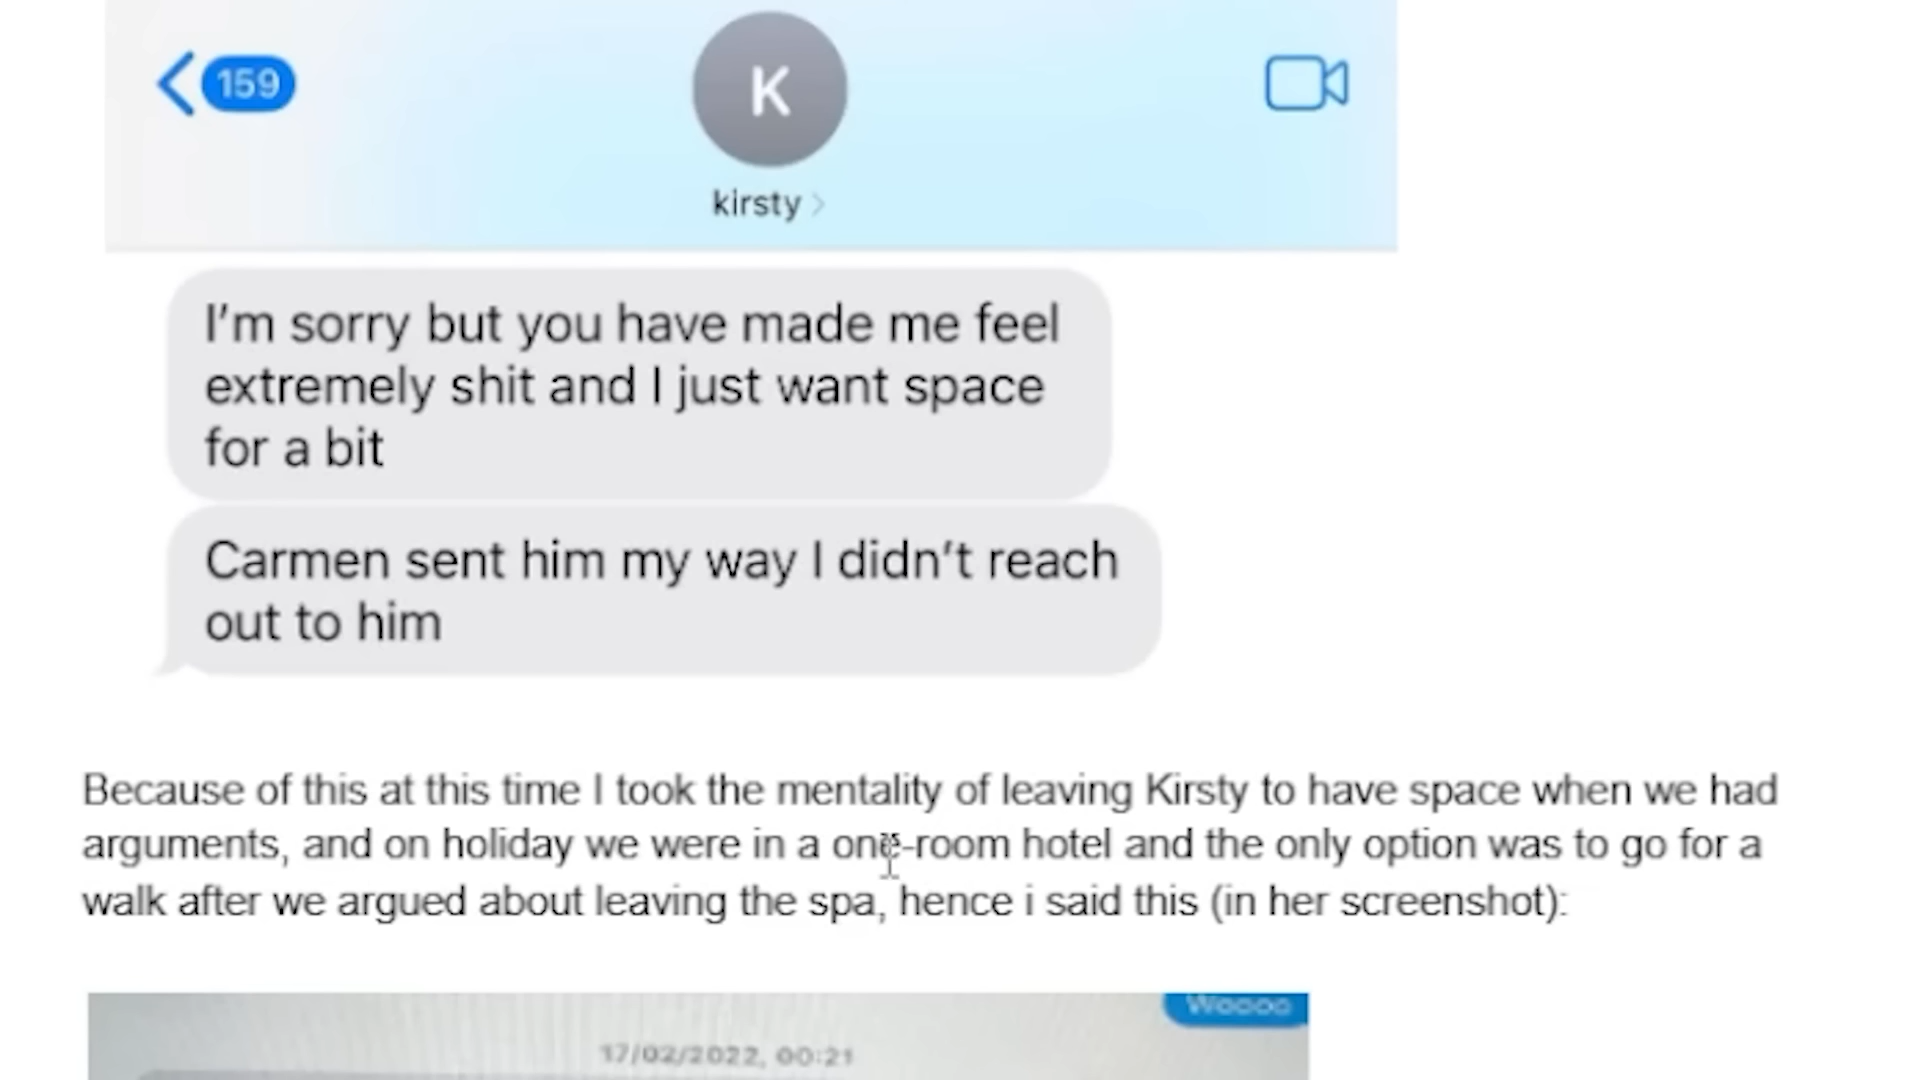 159
K
kirsty
I'm sorry but you have made me feel
extremely shit and I just want space
for a bit
Carmen sent him my way I didn't reach
out to him
Because of this at this time I took the mentality of leaving Kirsty to have space when we had
arguments, and on holiday we were in a one-room hotel and the only option was to go for a
walk after we argued about leaving the spa, hence i said this (in her screenshot):
Woooo
17/02/2022, 00:21